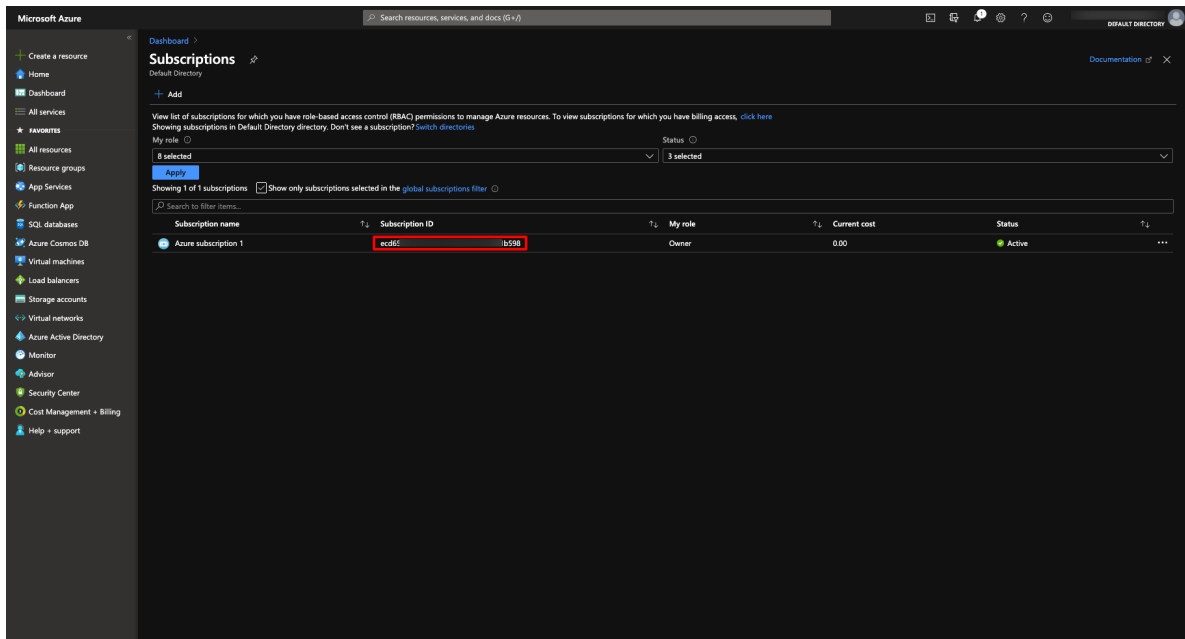 Microsoft Azure
Search resources, services, and docs (G+/)
1
DEFAULT DIRECTORY
Create a resource
Home
Dashboard
All services
FAVORITES
All resources
Resource groups
App Services
Function App
SQL databases
Azure Cosmos DB
Virtual machines
Load balancers
Storage accounts
Virtual networks
Azure Active Directory
Monitor
Advisor
Security Center
Cost Management + Billing
Help + support
Dashboard >
Subscriptions
Documentation
Default Directory
+ Add
View list of subscriptions for which you have role-based access control (RBAC) permissions to manage Azure resources. To view subscriptions for which you have billing access, click here
Showing subscriptions in Default Directory directory. Don't see a subscription? Switch directories
My role Status
8 selected 3 selected
Apply
Showing 1 of 1 subscriptions Show only subscriptions selected in the global subscriptions filter
Search to filter items...
Subscription name Subscription ID My role Current cost Status
Azure subscription 1 ecd65 b598 Owner 0.00 Active